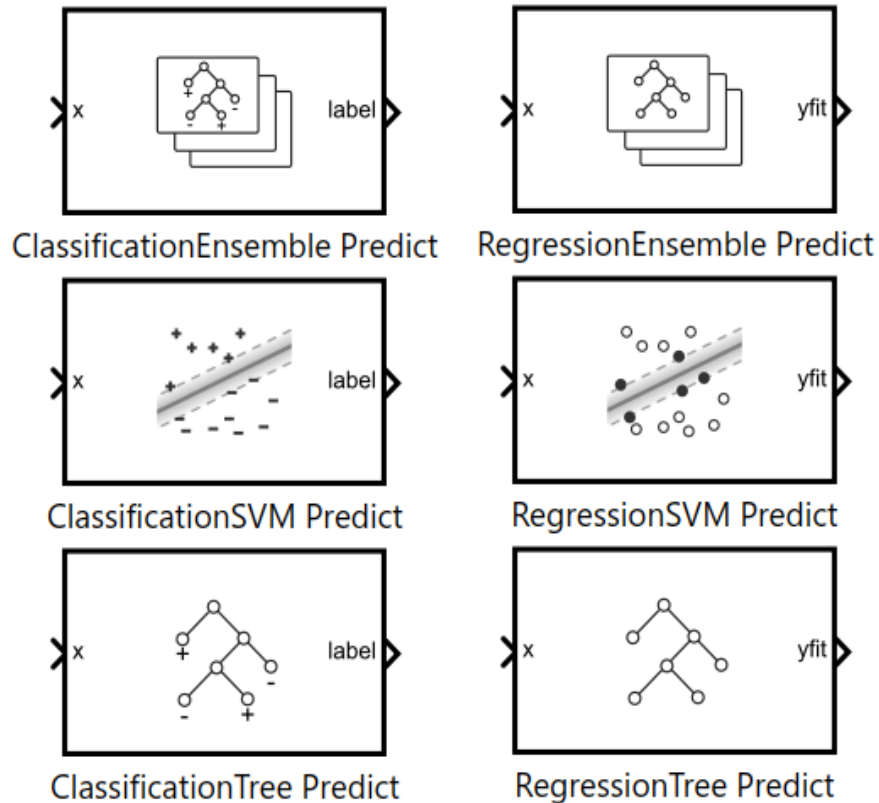 x label
x yfit
ClassificationEnsemble Predict
RegressionEnsemble Predict
x label
x yfit
ClassificationSVM Predict
RegressionSVM Predict
x label
x yfit
ClassificationTree Predict
RegressionTree Predict